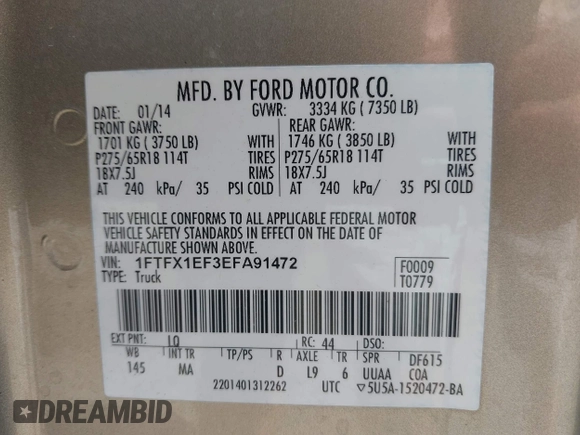 MFD. BY FORD MOTOR CO.
DATE: 01/14 GVWR: 3334 KG ( 7350 LB)
FRONT GAWR: REAR GAWR:
1701 KG ( 3750 LB) WITH 1746 KG ( 3850 LB) WITH
P275/65R18 114T TIRES P275/65R18 114T TIRES
18X7.5J RIMS 18X7.5J RIMS
AT 240 kPa/ 35 PSI COLD AT 240 kPa/ 35 PSI COLD
THIS VEHICLE CONFORMS TO ALL APPLICABLE FEDERAL MOTOR
VEHICLE SAFETY STANDARDS IN EFFECT ON THE DATE OF
MANUFACTURE SHOWN ABOVE.
VIN: 1FTFX1EF3EFA91472 F0009
TYPE: Truck T0779
EXT PNT: LQ RC: 44 DSO:
WB INT TR TP/PS R AXLE TR SPR DF615
145 MA D L9 6 UUAA COA
2201401312262 UTC ▽5U5A-1520472-BA
DREAMBID